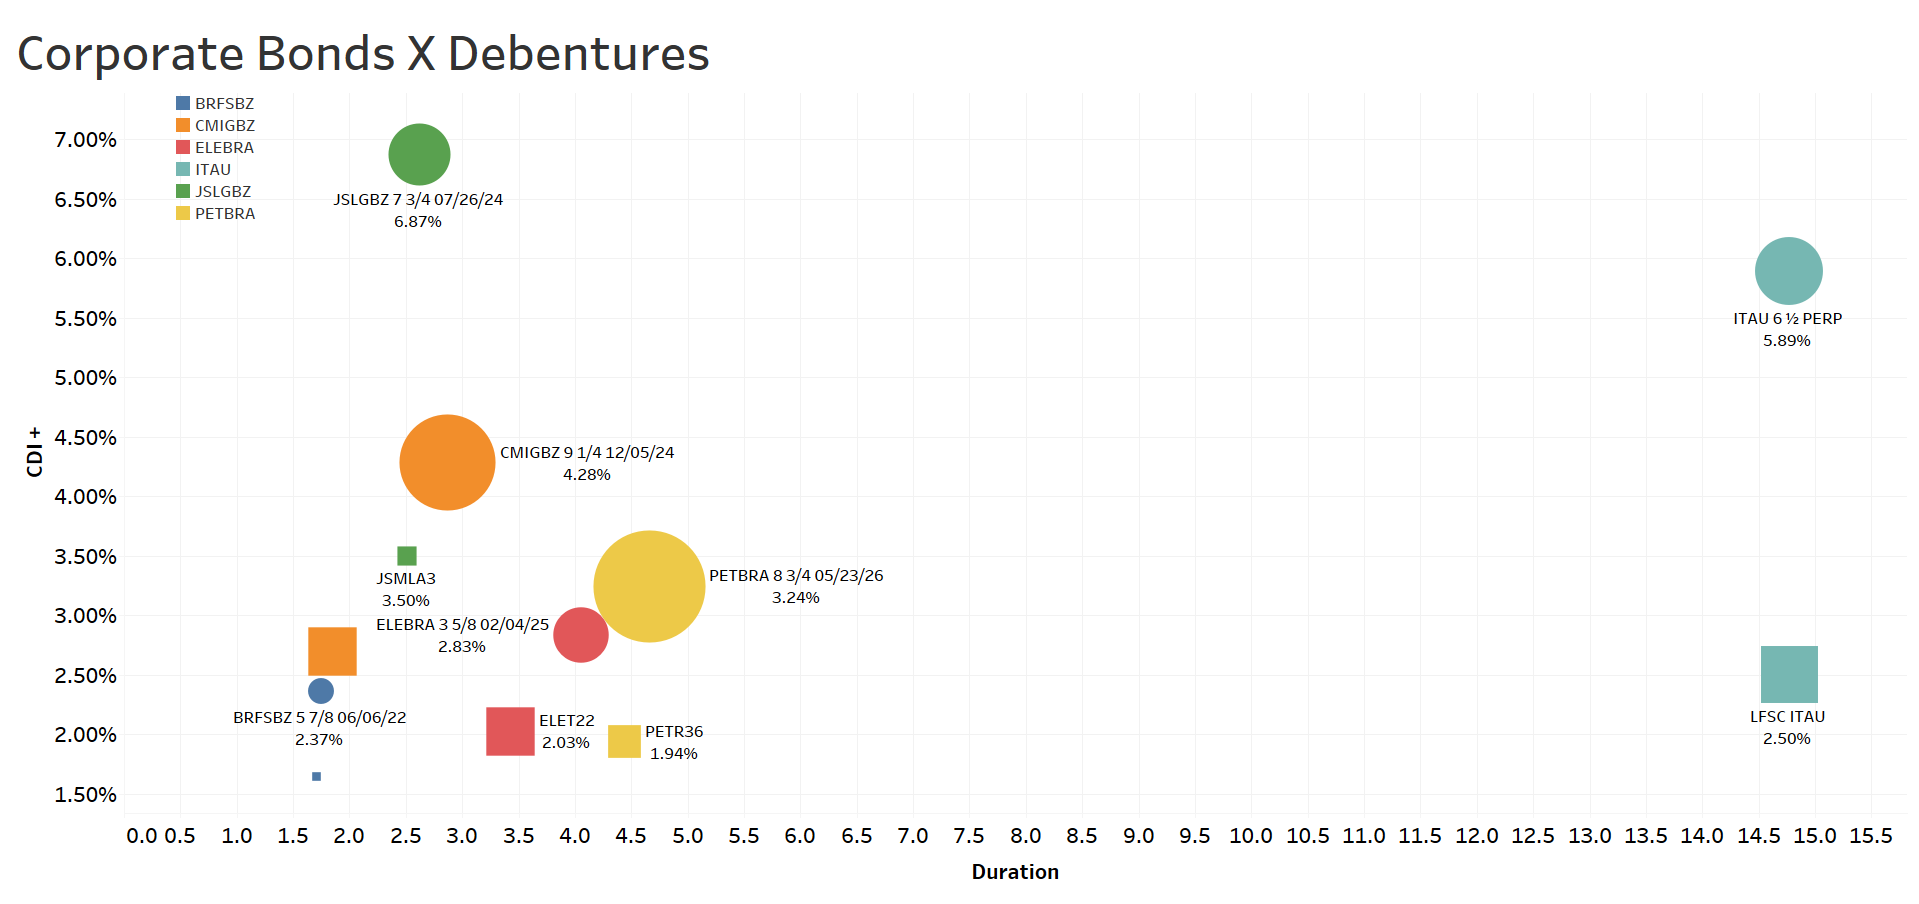 Corporate Bonds X Debentures
BRFSBZ
CMIGBZ
ELEBRA
ITAU
JSLGBZ
PETBRA
7.00%
6.50%
6.00%
5.50%
5.00%
4.50%
4.00%
3.50%
3.00%
2.50%
2.00%
1.50%
CDI +
JSLGBZ 7 3/4 07/26/24
6.87%
ITAU 6 ½ PERP
5.89%
CMIGBZ 9 1/4 12/05/24
4.28%
JSMLA3
3.50%
PETBRA 8 3/4 05/23/26
3.24%
ELEBRA 3 5/8 02/04/25
2.83%
BRFSBZ 5 7/8 06/06/22
2.37%
ELET22
2.03%
PETR36
1.94%
LFSC ITAU
2.50%
0.0 0.5 1.0 1.5 2.0 2.5 3.0 3.5 4.0 4.5 5.0 5.5 6.0 6.5 7.0 7.5 8.0 8.5 9.0 9.5 10.0 10.5 11.0 11.5 12.0 12.5 13.0 13.5 14.0 14.5 15.0 15.5
Duration